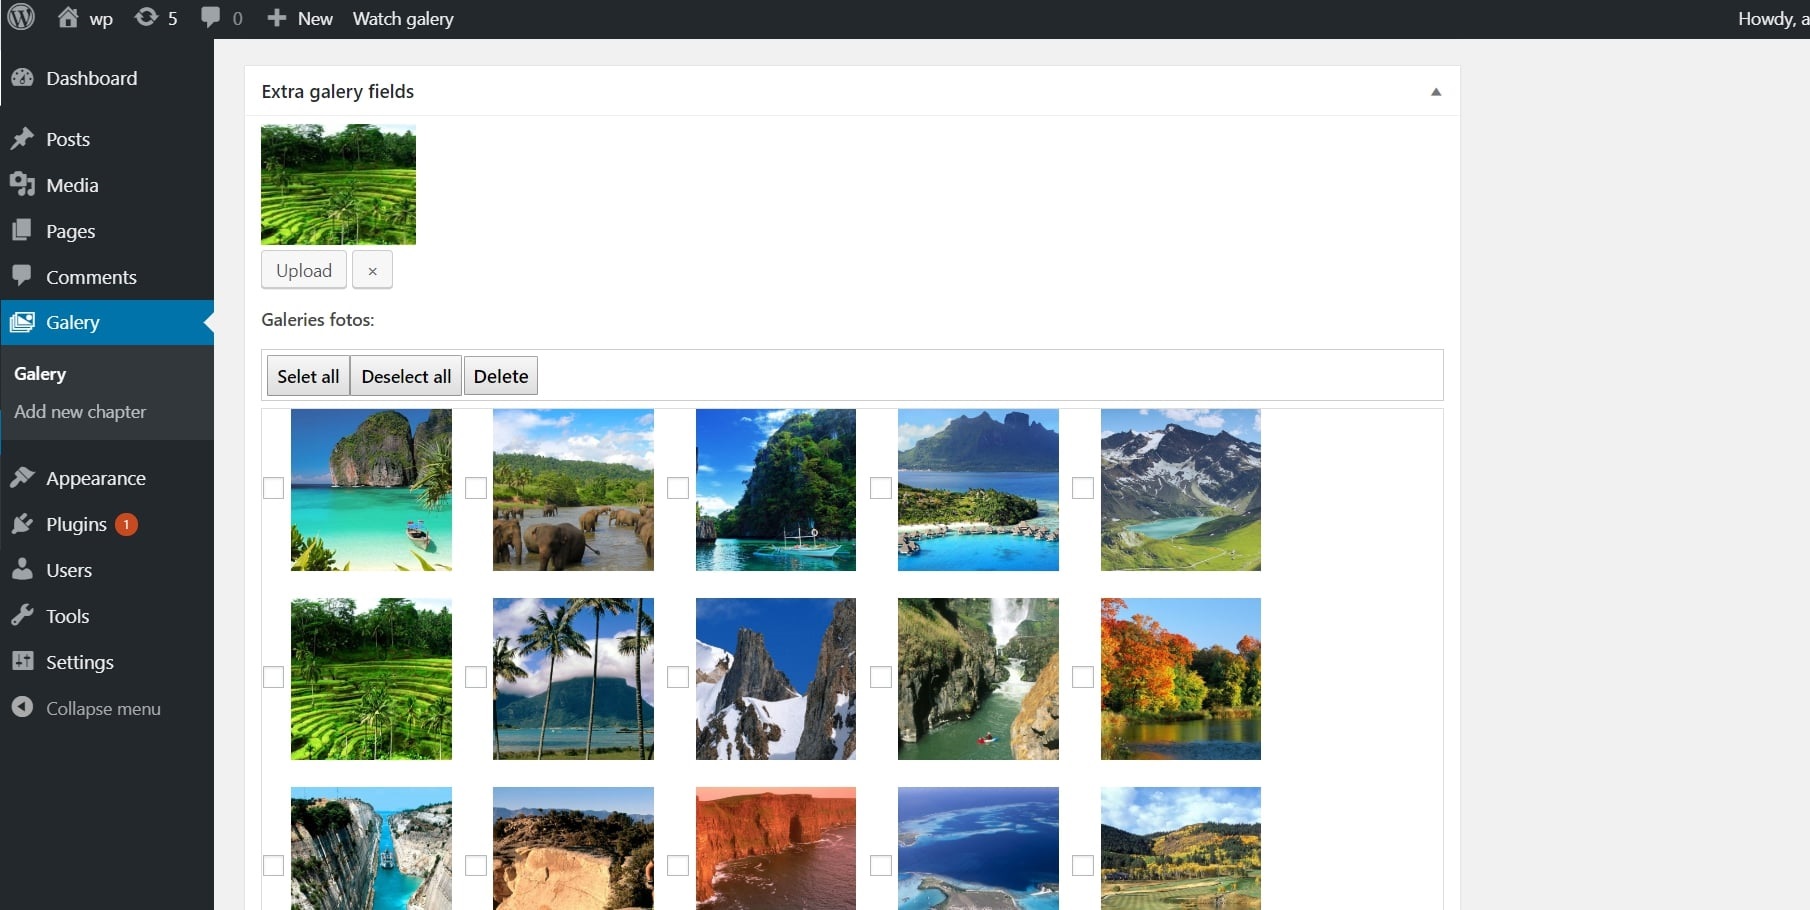 wp 5 0 New Watch galery Howdy, a
Dashboard
Posts
Media
Pages
Comments
Galery
Galery
Add new chapter
Appearance
Plugins 1
Users
Tools
Settings
Collapse menu
Extra galery fields
Upload ×
Galeries fotos:
Selet all Deselect all Delete